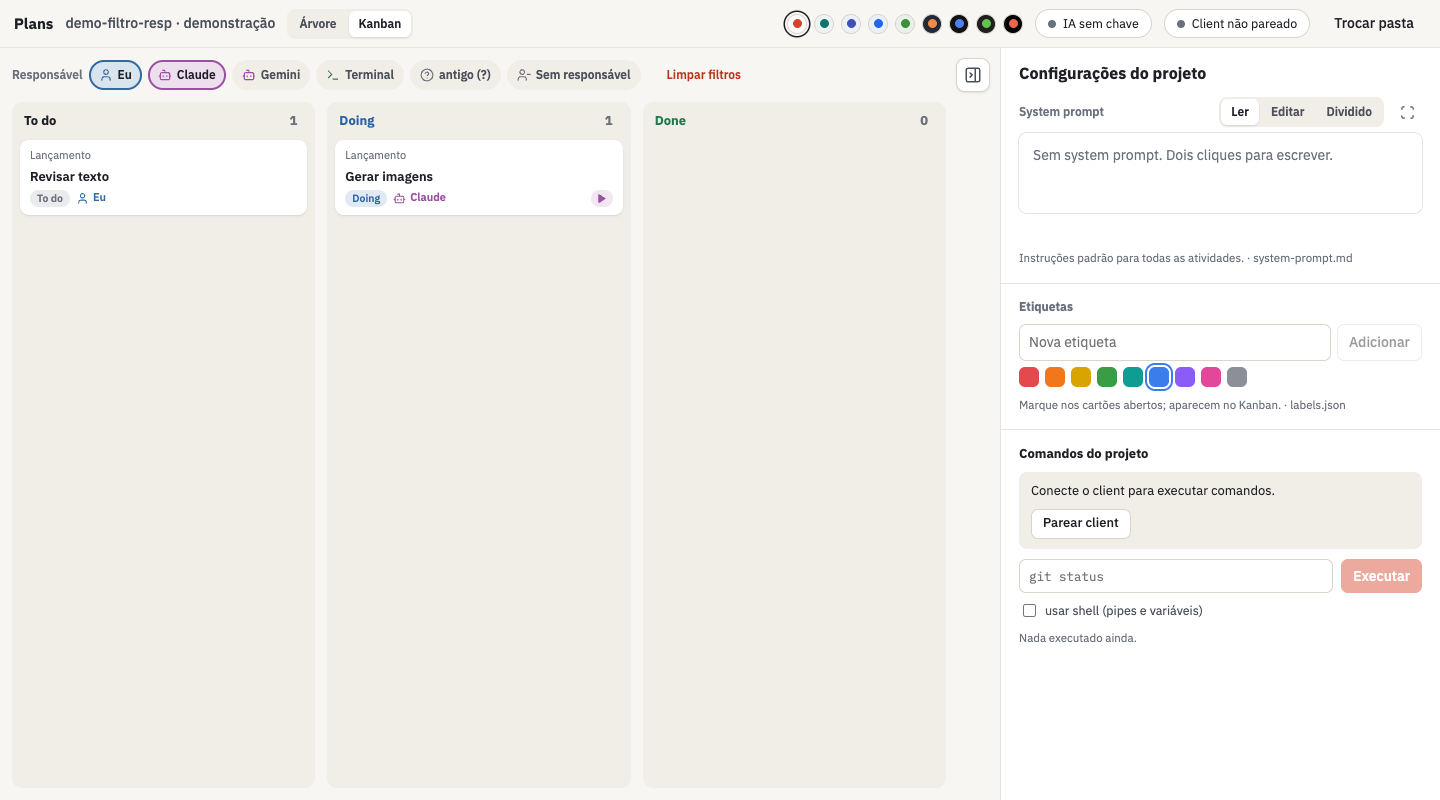 Plans demo-filtro-resp · demonstração Árvore Kanban IA sem chave Client não pareado Trocar pasta
Responsável Eu Claude Gemini Terminal antigo (?) Sem responsável Limpar filtros
To do 1
Lançamento
Revisar texto
To do Eu
Doing 1
Lançamento
Gerar imagens
Doing Claude
Done 0
Configurações do projeto
System prompt Ler Editar Dividido
Sem system prompt. Dois cliques para escrever.
Instruções padrão para todas as atividades. · system-prompt.md
Etiquetas
Nova etiqueta Adicionar
Marque nos cartões abertos; aparecem no Kanban. · labels.json
Comandos do projeto
Conecte o client para executar comandos.
Parear client
git status Executar
usar shell (pipes e variáveis)
Nada executado ainda.